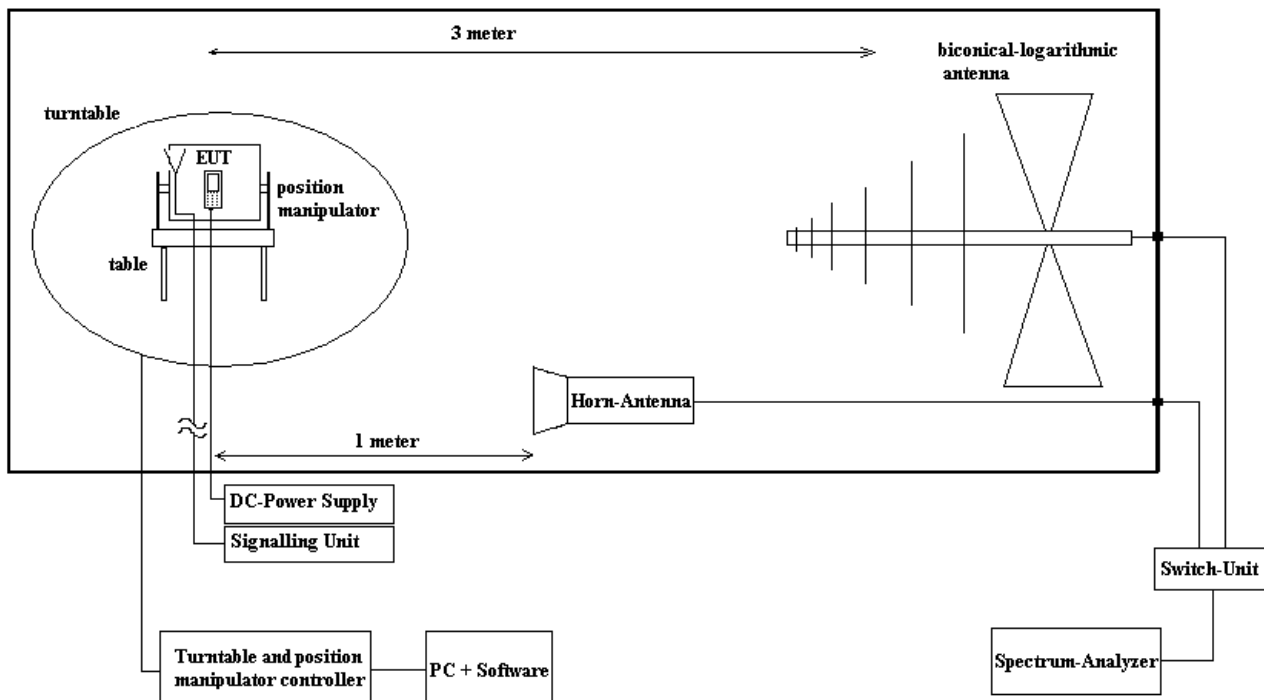 3 meter
biconical-logarithmic
antenna
turntable
EUT
position
manipulator
table
Horn-Antenna
1 meter
DC-Power Supply
Signalling Unit
Switch-Unit
Turntable and position
manipulator controller
PC + Software
Spectrum-Analyzer